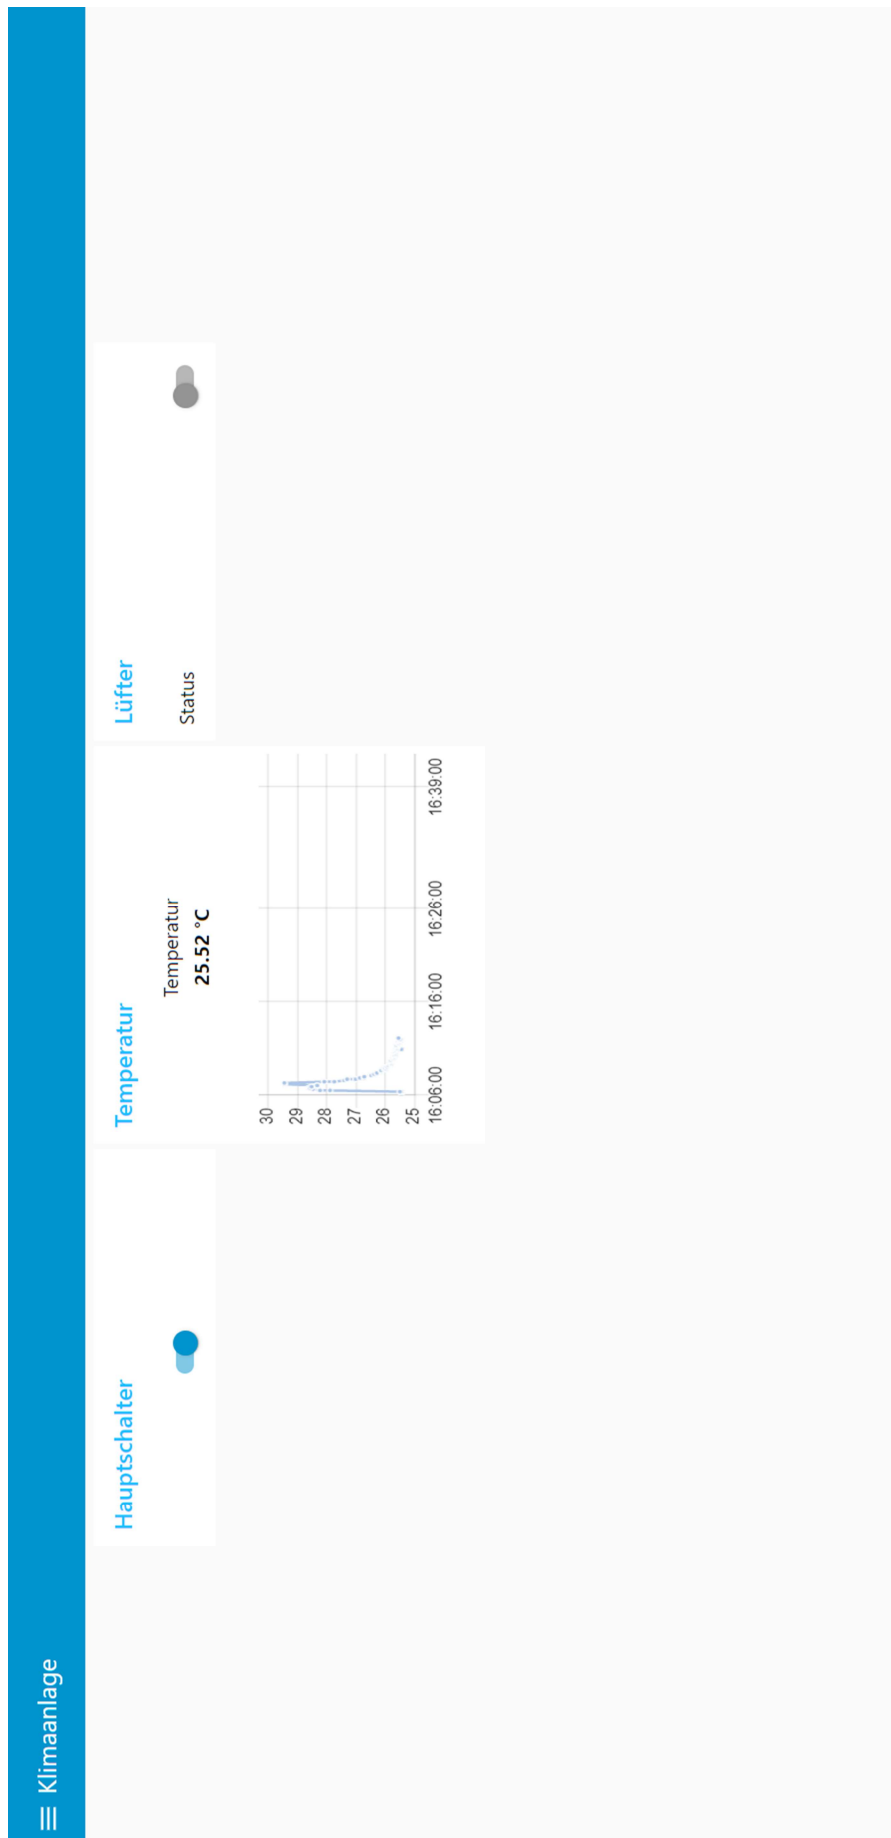 Klimaanlage
Hauptschalter
Temperatur
Temperatur
25.52 °C
30
29
28
27
26
25
16:06:00
16:16:00
16:26:00
16:39:00
Lüfter
Status